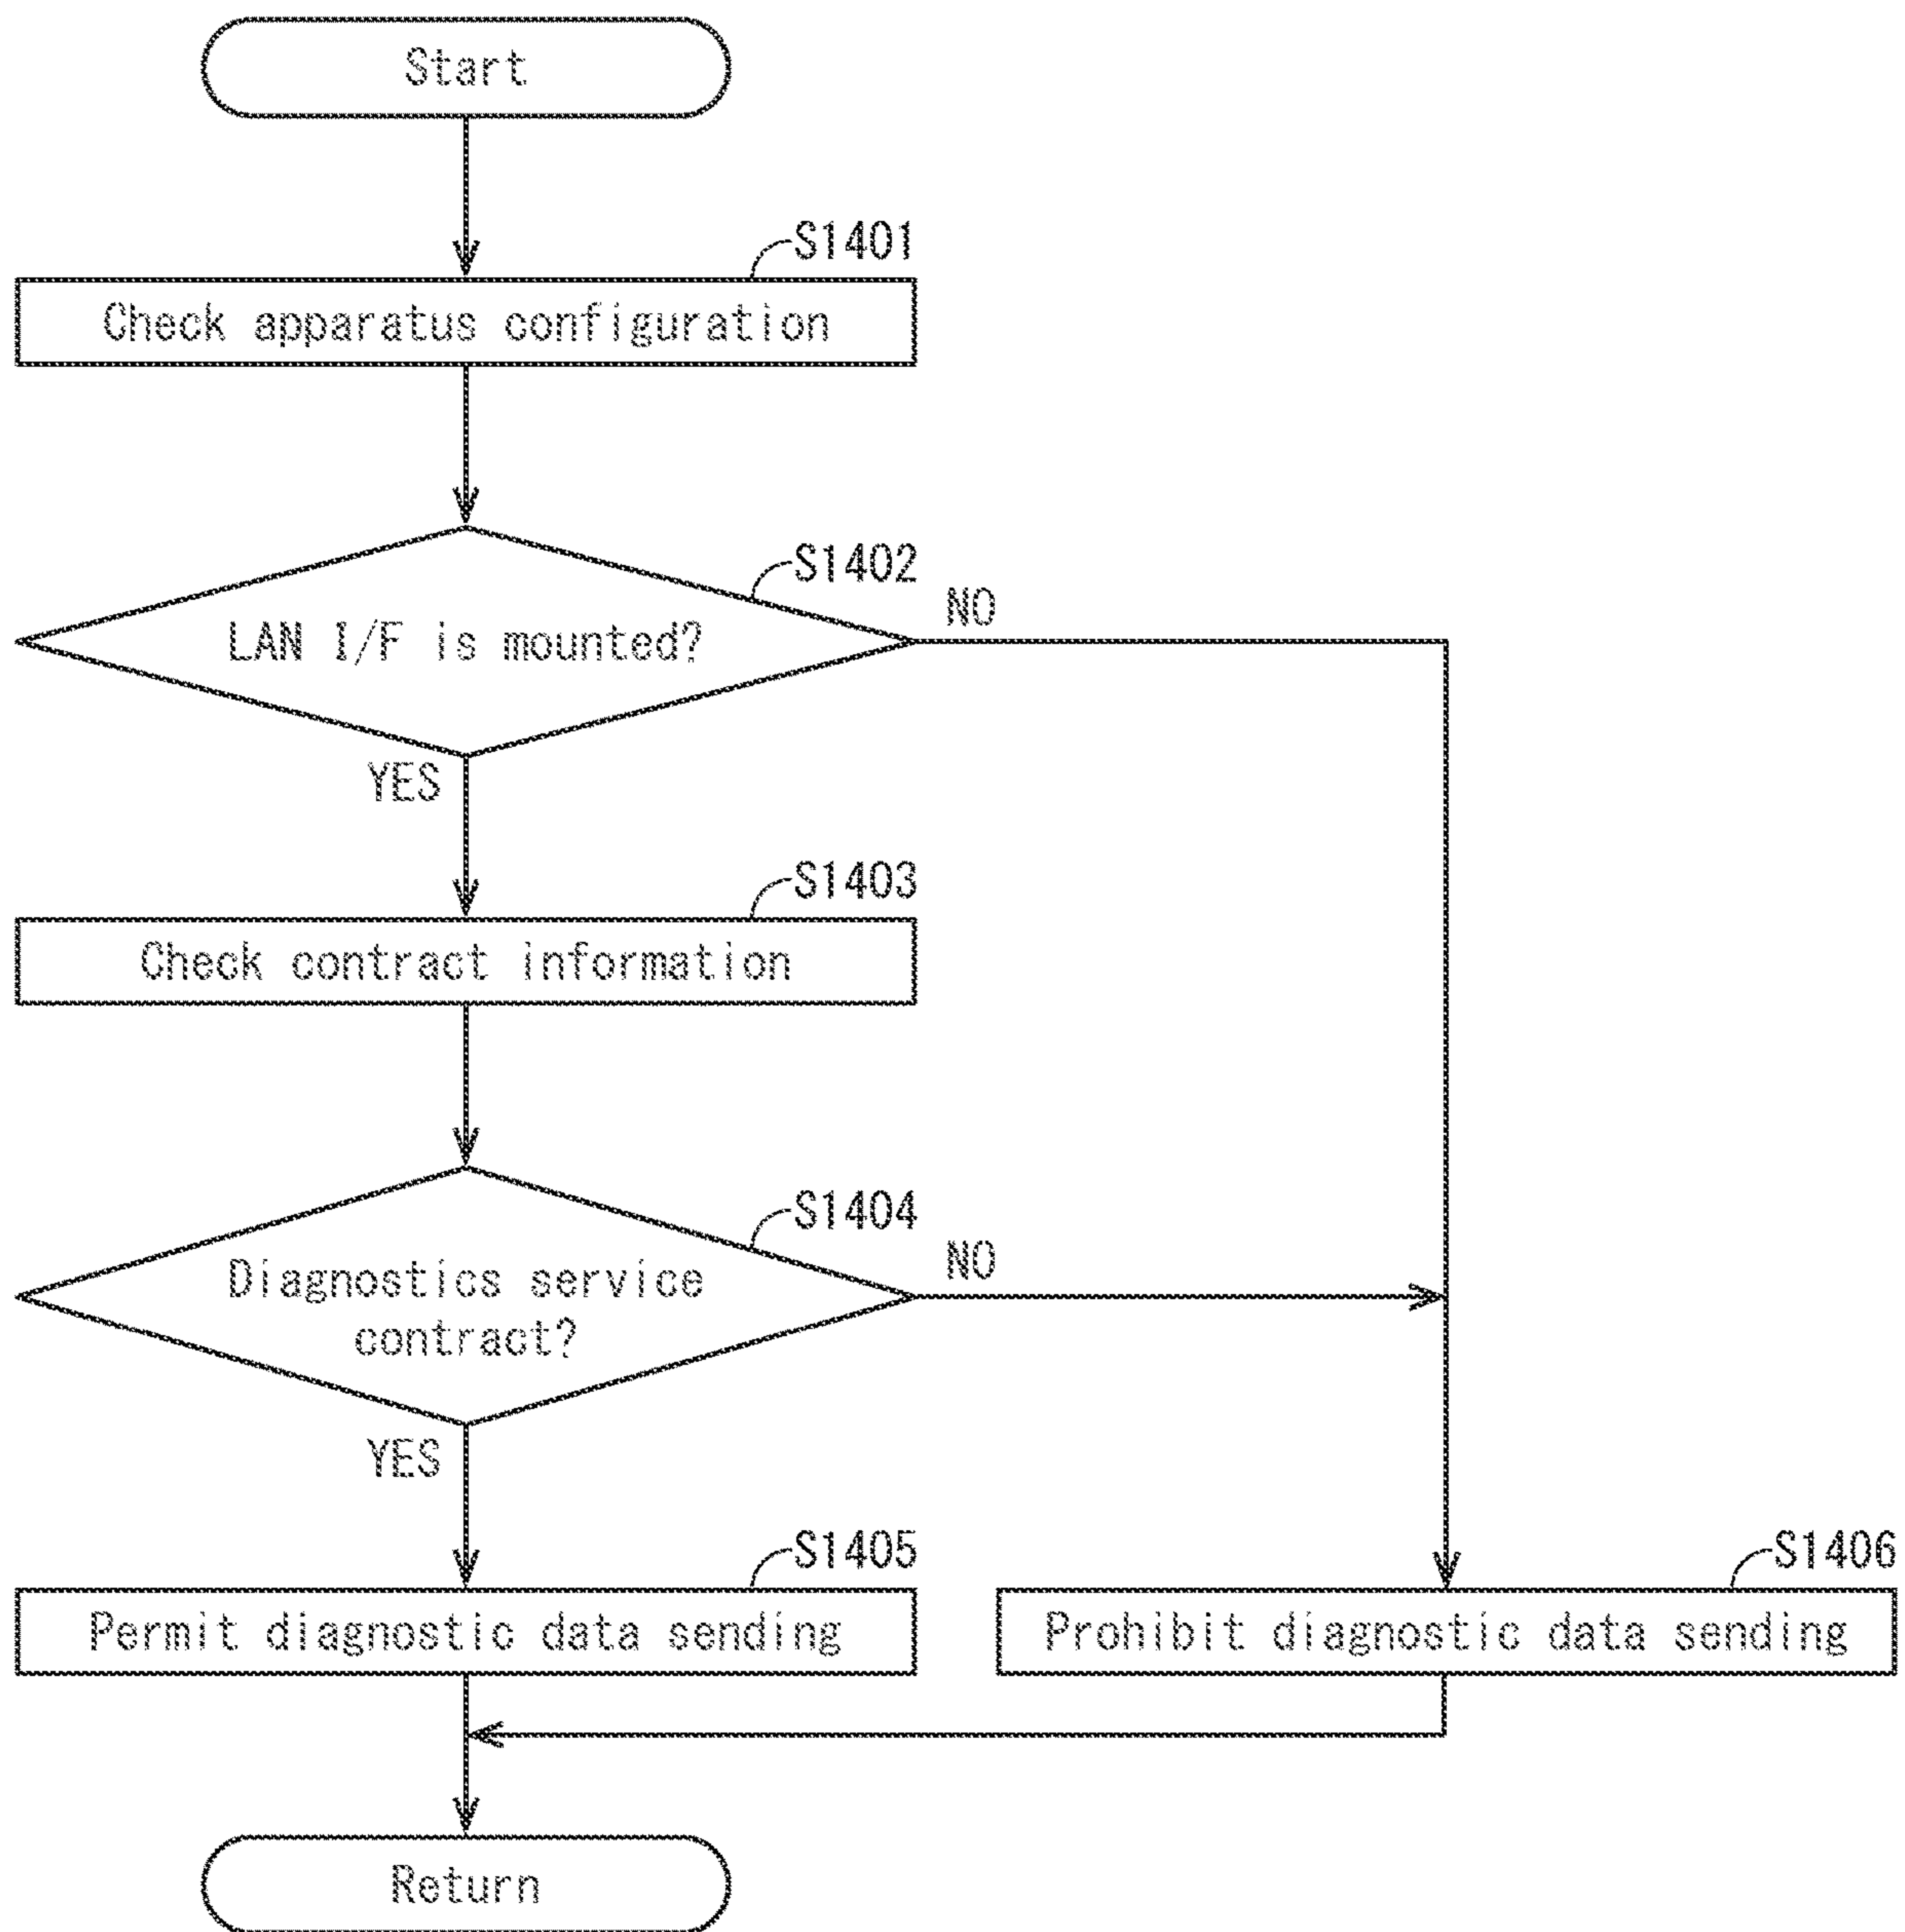 Start
S1401
Check apparatus configuration
S1402
LAN I/F is mounted?
NO
YES
S1403
Check contract information
S1404
Diagnostics service
contract?
NO
YES
S1405
Permit diagnostic data sending
S1406
Prohibit diagnostic data sending
Return